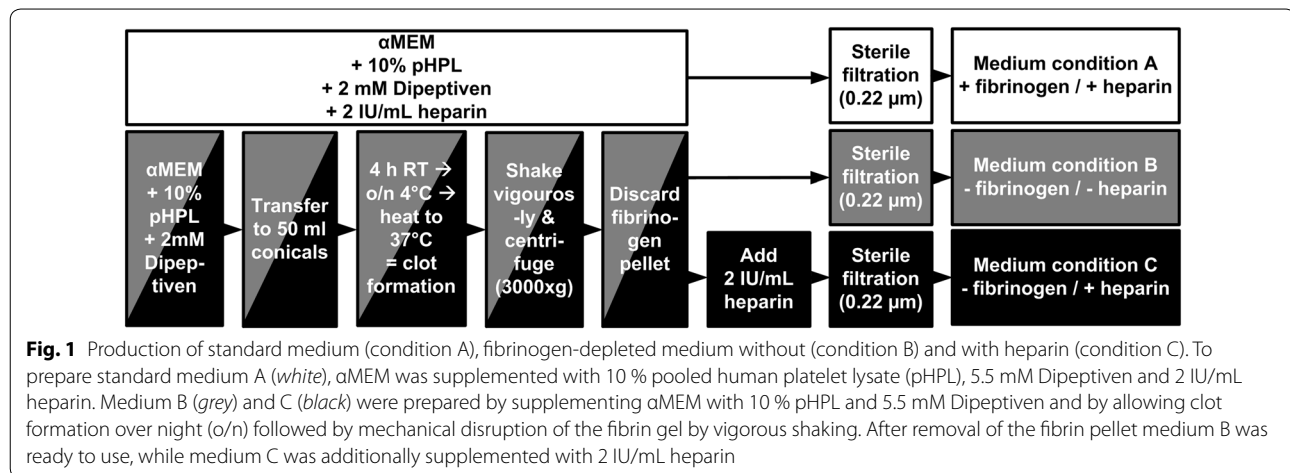 αMEM
+ 10% pHPL
+ 2 mM Dipeptiven
+ 2 IU/mL heparin
Sterile
filtration
(0.22 µm)
Medium condition A
+ fibrinogen / + heparin
αMEM
+ 10%
pHPL
+ 2mM
Dipep-
tiven
Transfer
to 50 ml
conicals
4 h RT →
o/n 4°C →
heat to
37°C
= clot
formation
Shake
vigouros
-ly &
centri-
fuge
(3000xg)
Discard
fibrino-
gen
pellet
Sterile
filtration
(0.22 µm)
Medium condition B
- fibrinogen / - heparin
Add
2 IU/mL
heparin
Sterile
filtration
(0.22 µm)
Medium condition C
- fibrinogen / + heparin
Fig. 1 Production of standard medium (condition A), fibrinogen-depleted medium without (condition B) and with heparin (condition C). To
prepare standard medium A (white), αMEM was supplemented with 10 % pooled human platelet lysate (pHPL), 5.5 mM Dipeptiven and 2 IU/mL
heparin. Medium B (grey) and C (black) were prepared by supplementing αMEM with 10 % pHPL and 5.5 mM Dipeptiven and by allowing clot
formation over night (o/n) followed by mechanical disruption of the fibrin gel by vigorous shaking. After removal of the fibrin pellet medium B was
ready to use, while medium C was additionally supplemented with 2 IU/mL heparin